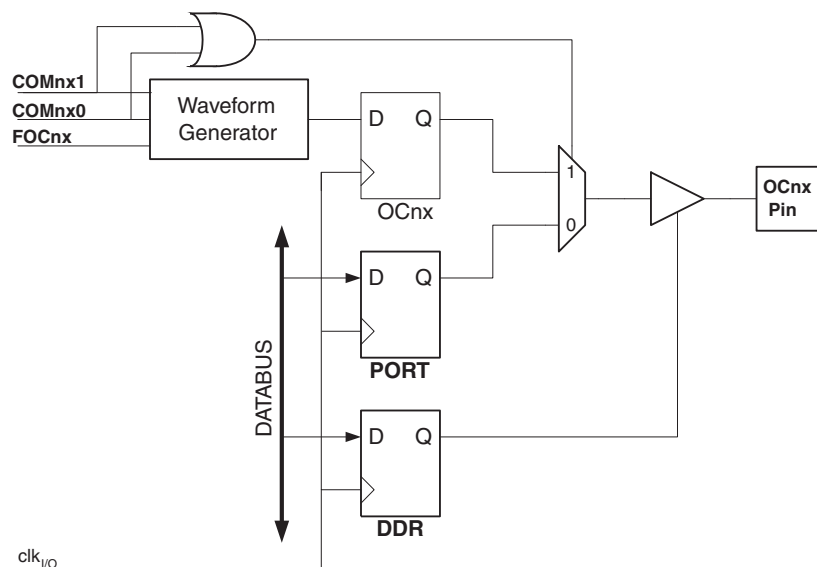 COMnx1
COMnx0
FOCnx
Waveform
Generator
D Q
OCnx
1
0
OCnx
Pin
D Q
PORT
DATABUS
D Q
DDR
clkI/O